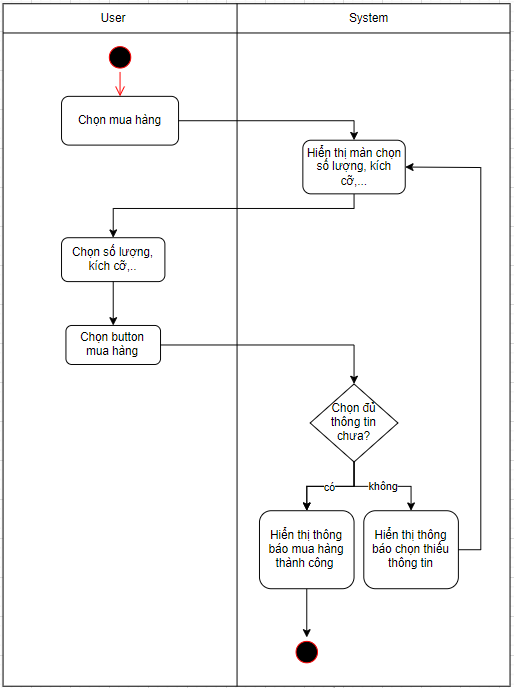 User
System
Chọn mua hàng
Hiển thị màn chọn
số lượng, kích
cỡ,...
Chọn số lượng,
kích cỡ,..
Chọn button
mua hàng
Chọn đủ
thông tin
chưa?
có
không
Hiển thị thông
báo mua hàng
thành công
Hiển thị thông
báo chọn thiếu
thông tin